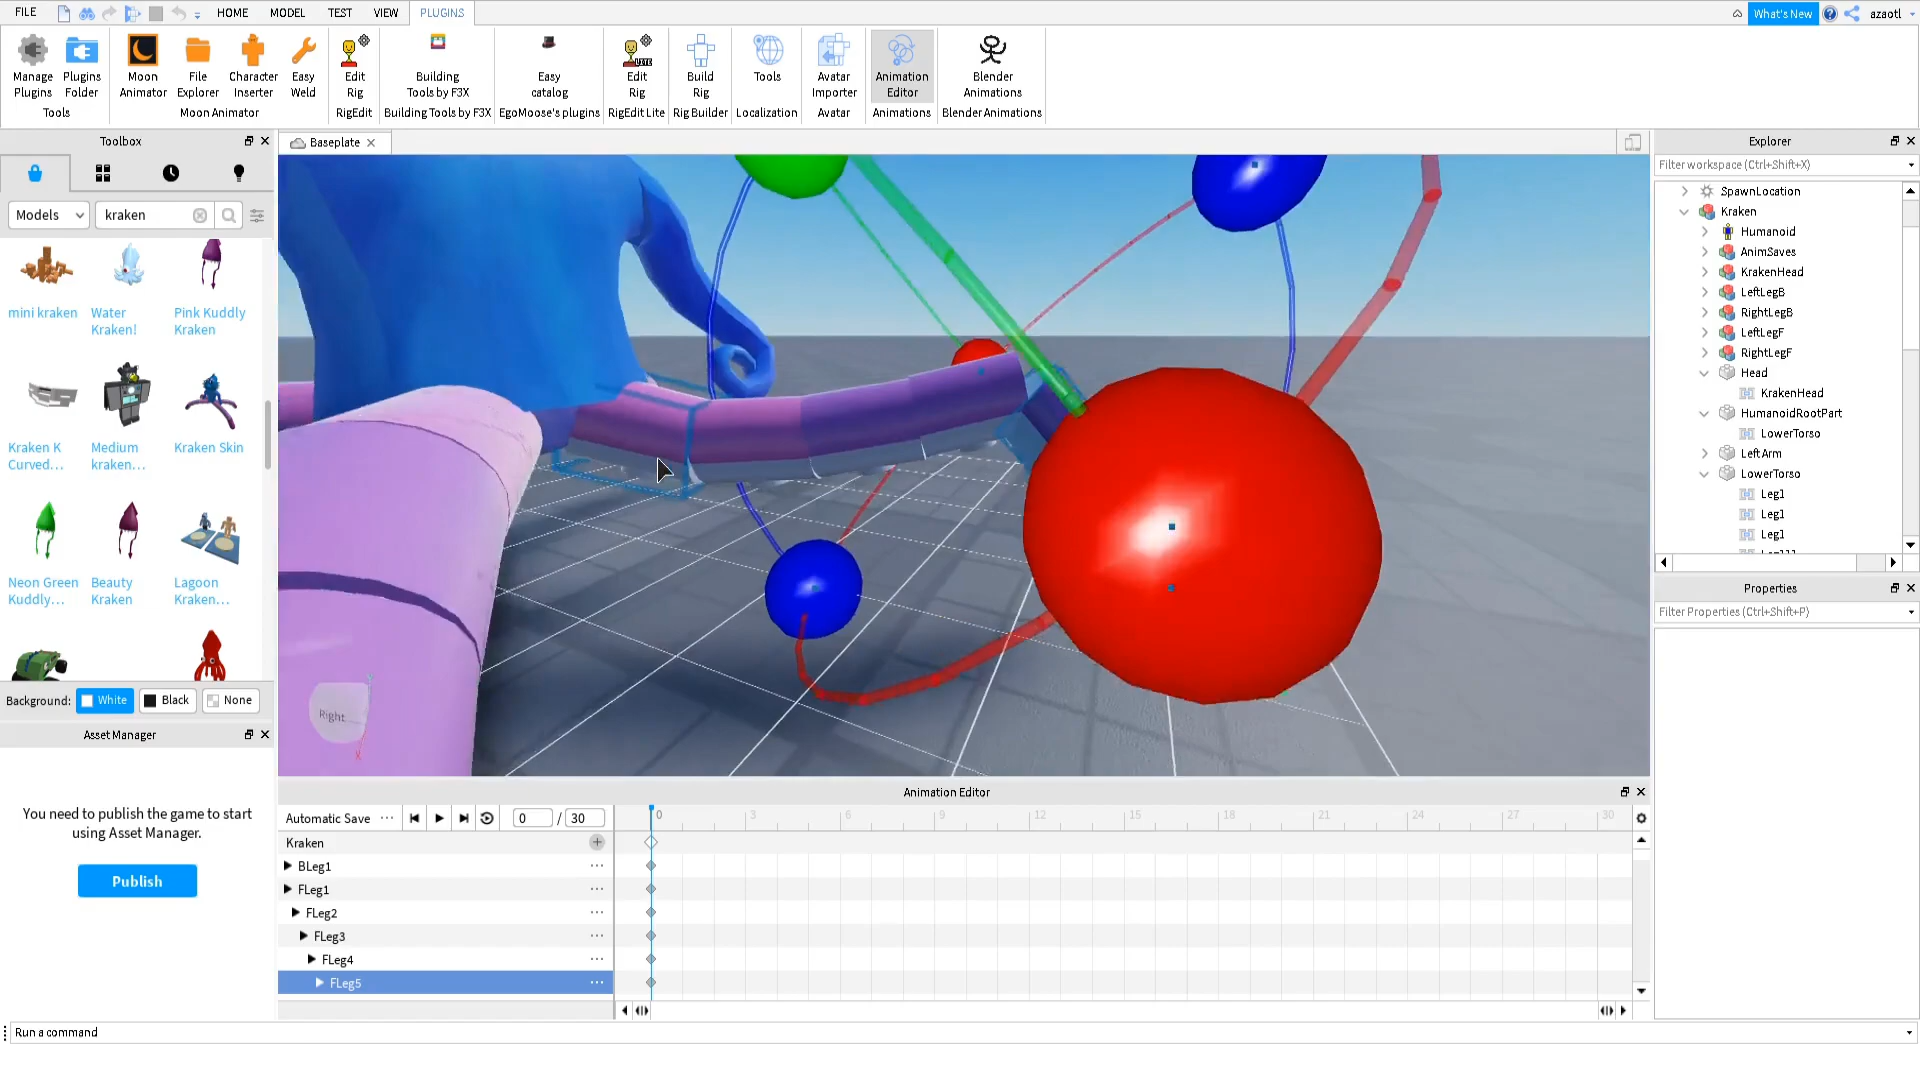 FILE
HOME
MODEL
TEST
VIEW
PLUGINS
What's New
azaotl
Manage
Plugins
Plugins
Folder
Tools
Moon
Animator
File
Explorer
Character
Inserter
Easy
Weld
Moon Animator
Edit
Rig
RigEdit
Building
Tools by F3X
Building Tools by F3X
Easy
catalog
EgoMoose's plugins
LITE
Edit
Rig
RigEdit Lite
Build
Rig
Rig Builder
Tools
Localization
Avatar
Importer
Avatar
Animation
Editor
Animations
Blender
Animations
Blender Animations
Toolbox
Models
kraken
mini kraken
Water
Kraken!
Pink Kuddly
Kraken
Kraken K
Curved...
Medium
kraken...
Kraken Skin
Neon Green
Kuddly...
Beauty
Kraken
Lagoon
Kraken...
Background:
White
Black
None
Asset Manager
You need to publish the game to start
using Asset Manager.
Publish
Baseplate
Right
X
Animation Editor
Automatic Save
0 / 30
0 3 6 9 12 15 18 21 24 27 30
Kraken
BLeg1
FLeg1
FLeg2
FLeg3
FLeg4
FLeg5
Explorer
Filter workspace (Ctrl+Shift+X)
SpawnLocation
Kraken
Humanoid
AnimSaves
KrakenHead
LeftLegB
RightLegB
LeftLegF
RightLegF
Head
KrakenHead
HumanoidRootPart
LowerTorso
LeftArm
LowerTorso
Leg1
Leg1
Leg1
Properties
Filter Properties (Ctrl+Shift+P)
Run a command